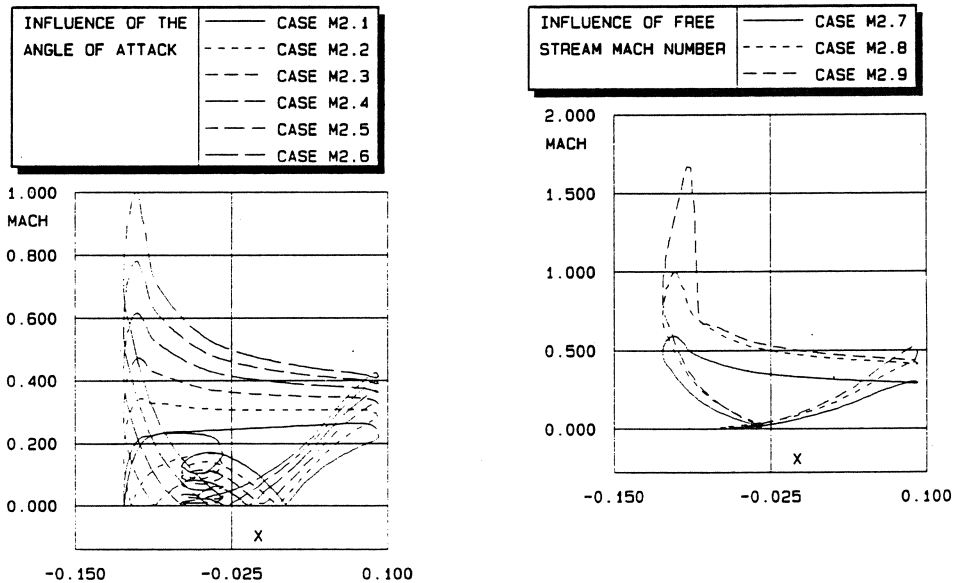 INFLUENCE OF THE
ANGLE OF ATTACK
CASE M2.1
CASE M2.2
CASE M2.3
CASE M2.4
CASE M2.5
CASE M2.6
1.000
MACH
0.800
0.600
0.400
0.200
0.000
X
-0.150
-0.025
0.100
INFLUENCE OF FREE
STREAM MACH NUMBER
CASE M2.7
CASE M2.8
CASE M2.9
2.000
MACH
1.500
1.000
0.500
0.000
X
-0.150
-0.025
0.100